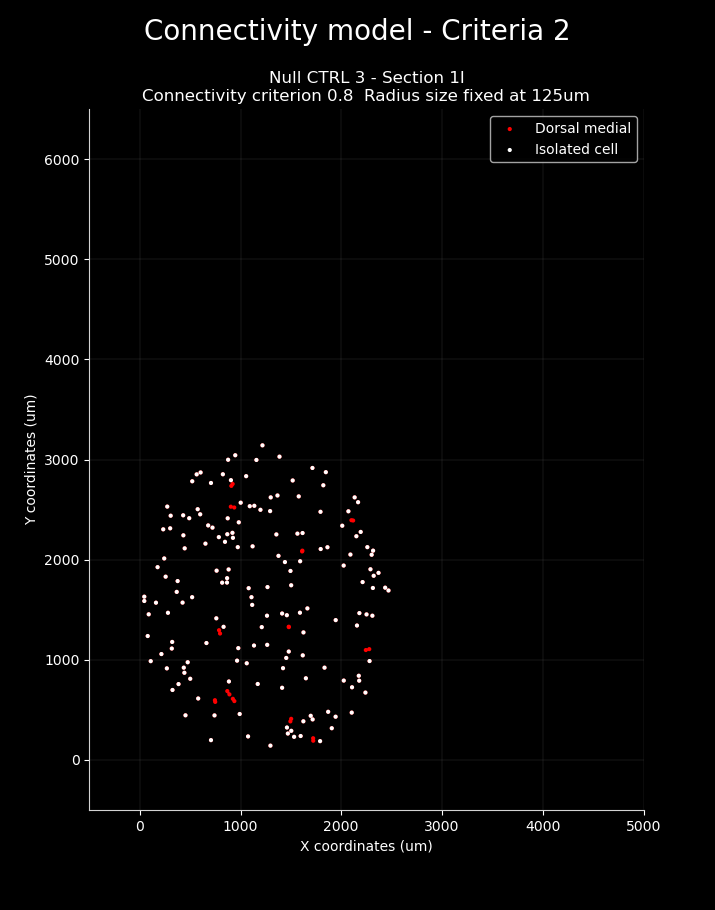 Connectivity model - Criteria 2
Null CTRL 3 - Section 1l
Connectivity criterion 0.8  Radius size fixed at 125um
Dorsal medial
Isolated cell
6000
5000
4000
3000
2000
1000
0
Y coordinates (um)
0 1000 2000 3000 4000 5000
X coordinates (um)